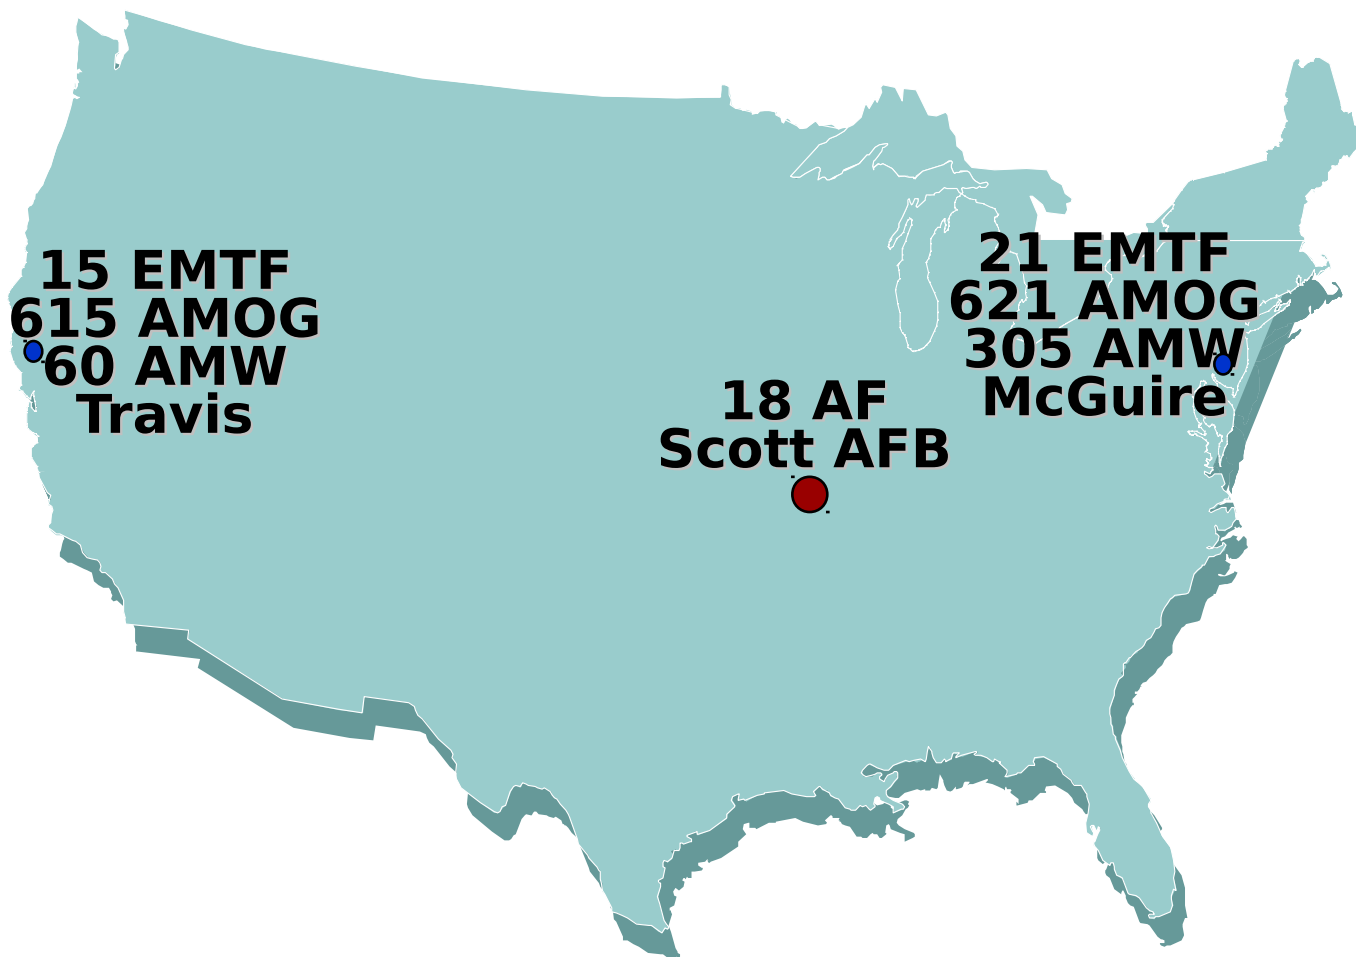 15 EMTF
615 AMOG
60 AMW
Travis
18 AF
Scott AFB
21 EMTF
621 AMOG
305 AMW
McGuire